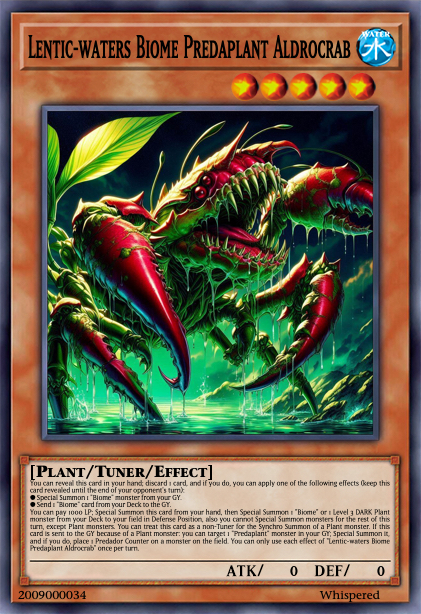 Lentic-waters Biome Predaplant Aldrocrab
WATER
水
[Plant/Tuner/Effect]
You can reveal this card in your hand; discard 1 card, and if you do, you can apply one of the following effects (keep this
card revealed until the end of your opponent's turn):
● Special Summon 1 "Biome" monster from your GY.
● Send 1 "Biome" card from your Deck to the GY.
You can pay 1000 LP; Special Summon this card from your hand, then Special Summon 1 "Biome" or 1 Level 3 DARK Plant
monster from your Deck to your field in Defense Position, also you cannot Special Summon monsters for the rest of this
turn, except Plant monsters. You can treat this card as a non-Tuner for the Synchro Summon of a Plant monster. If this
card is sent to the GY because of a Plant monster: you can target 1 "Predaplant" monster in your GY; Special Summon it,
and if you do, place 1 Predador Counter on a monster on the field. You can only use each effect of "Lentic-waters Biome
Predaplant Aldrocrab" once per turn.
ATK/ 0 DEF/ 0
2009000034 Whispered